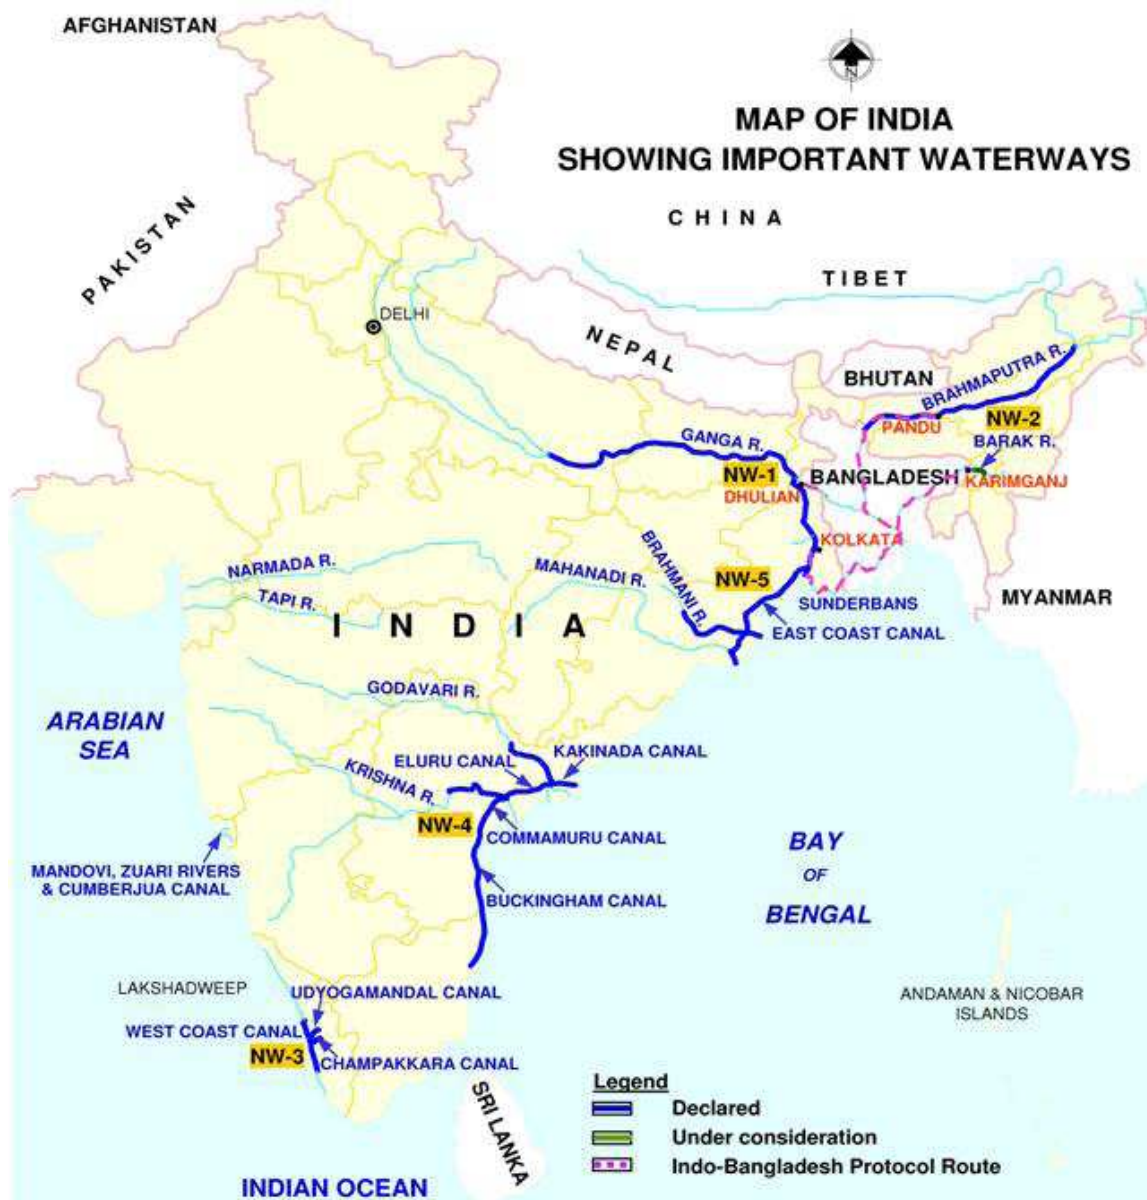 AFGHANISTAN
N
MAP OF INDIA
SHOWING IMPORTANT WATERWAYS
CHINA
PAKISTAN
TIBET
DELHI
NEPAL
BHUTAN
BRAHMAPUTRA R.
PANDU
NW-2
BARAK R.
GANGA R.
NW-1
BANGLADESH
KARIMGANJ
DHULIAN
KOLKATA
NARMADA R.
MAHANADI R.
BRAHMANI R.
NW-5
TAPI R.
SUNDERBANS
MYANMAR
INDIA
EAST COAST CANAL
GODAVARI R.
ARABIAN
SEA
ELURU CANAL
KAKINADA CANAL
KRISHNA R.
NW-4
COMMAMURU CANAL
BAY
OF
BENGAL
MANDOVI, ZUARI RIVERS
& CUMBERJUA CANAL
BUCKINGHAM CANAL
LAKSHADWEEP
UDYOGAMANDAL CANAL
ANDAMAN & NICOBAR
ISLANDS
WEST COAST CANAL
NW-3
CHAMPAKKARA CANAL
SRI LANKA
Legend
Declared
Under consideration
Indo-Bangladesh Protocol Route
INDIAN OCEAN